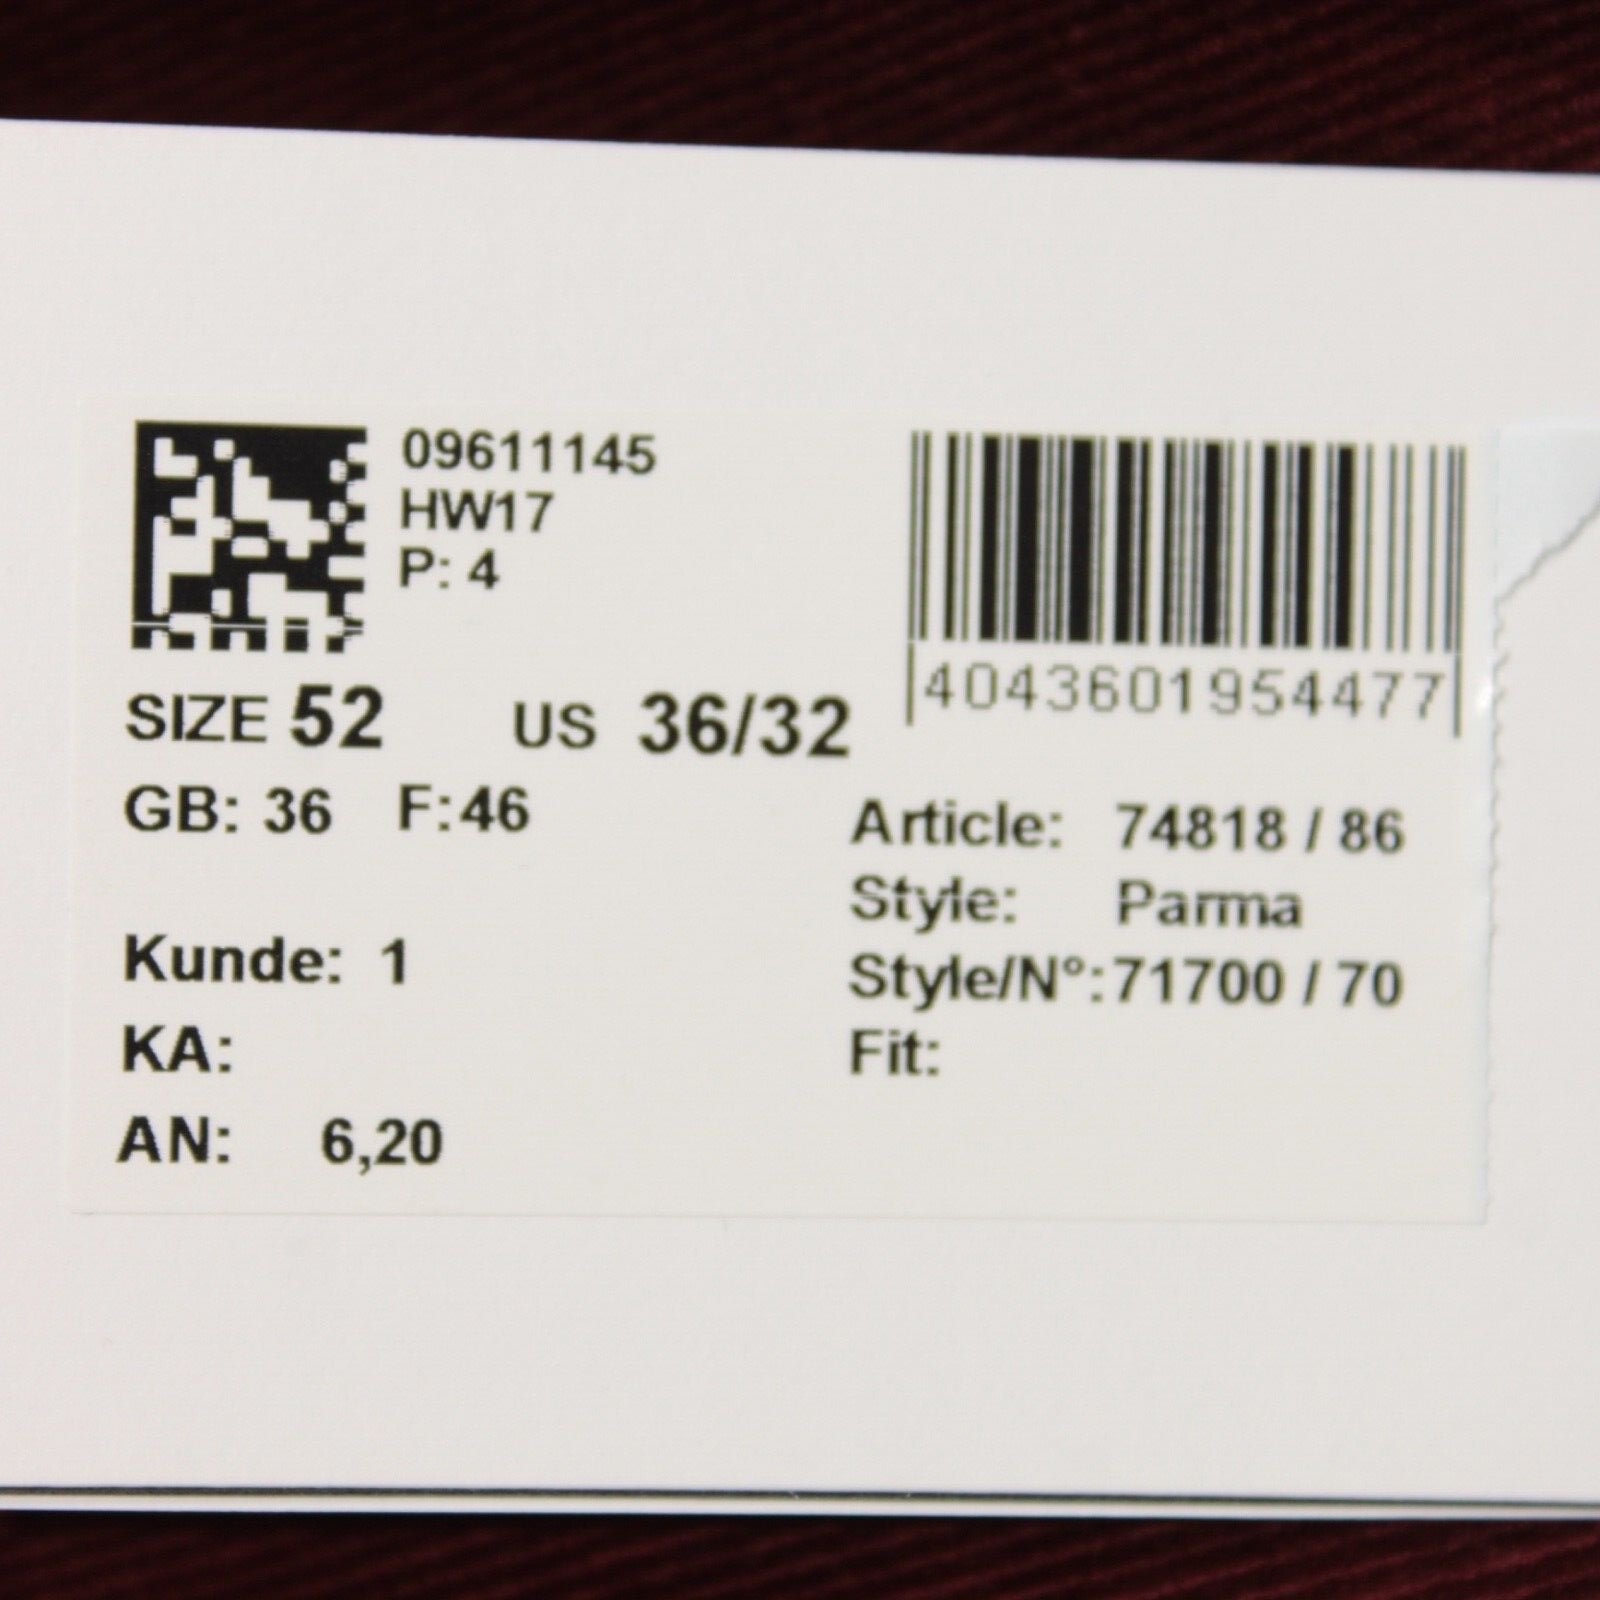 09611145
HW17
P: 4
4043601954477
SIZE 52 US 36/32
GB: 36 F:46
Article: 74818 / 86
Style: Parma
Style/N°:71700 / 70
Fit:
Kunde: 1
KA:
AN: 6,20